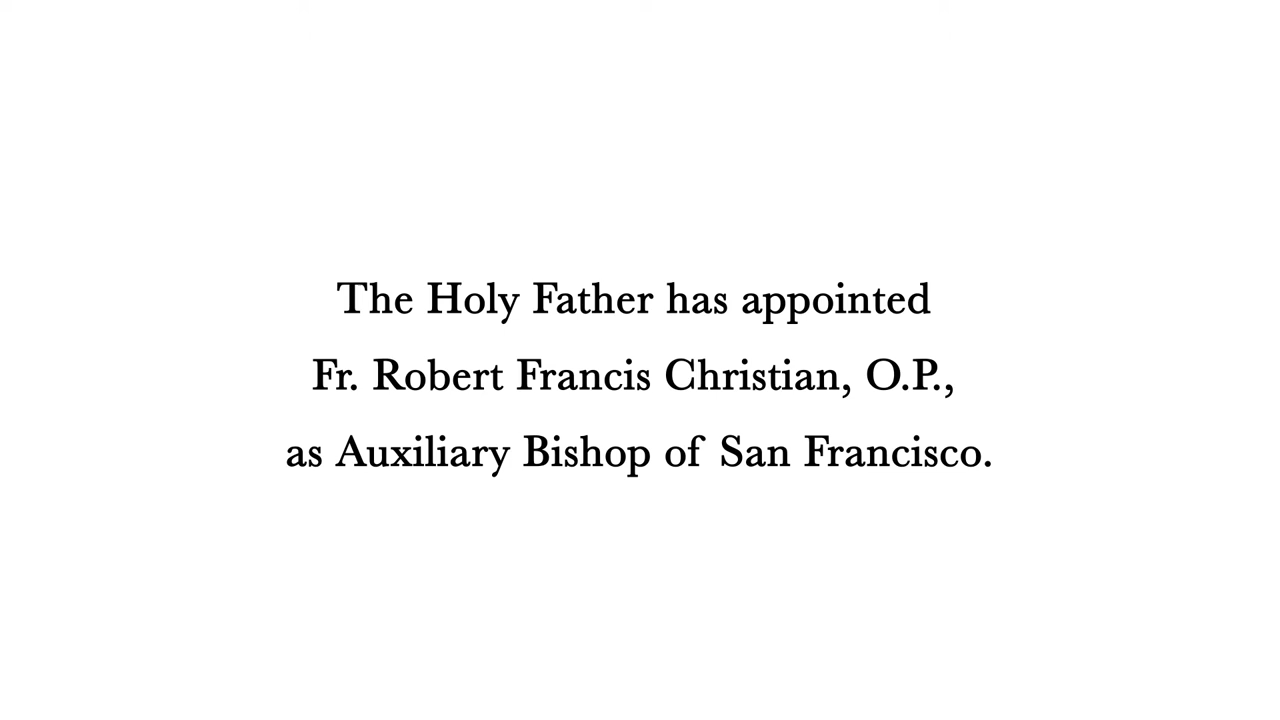 The Holy Father has appointed
Fr. Robert Francis Christian, O.P.,
as Auxiliary Bishop of San Francisco.